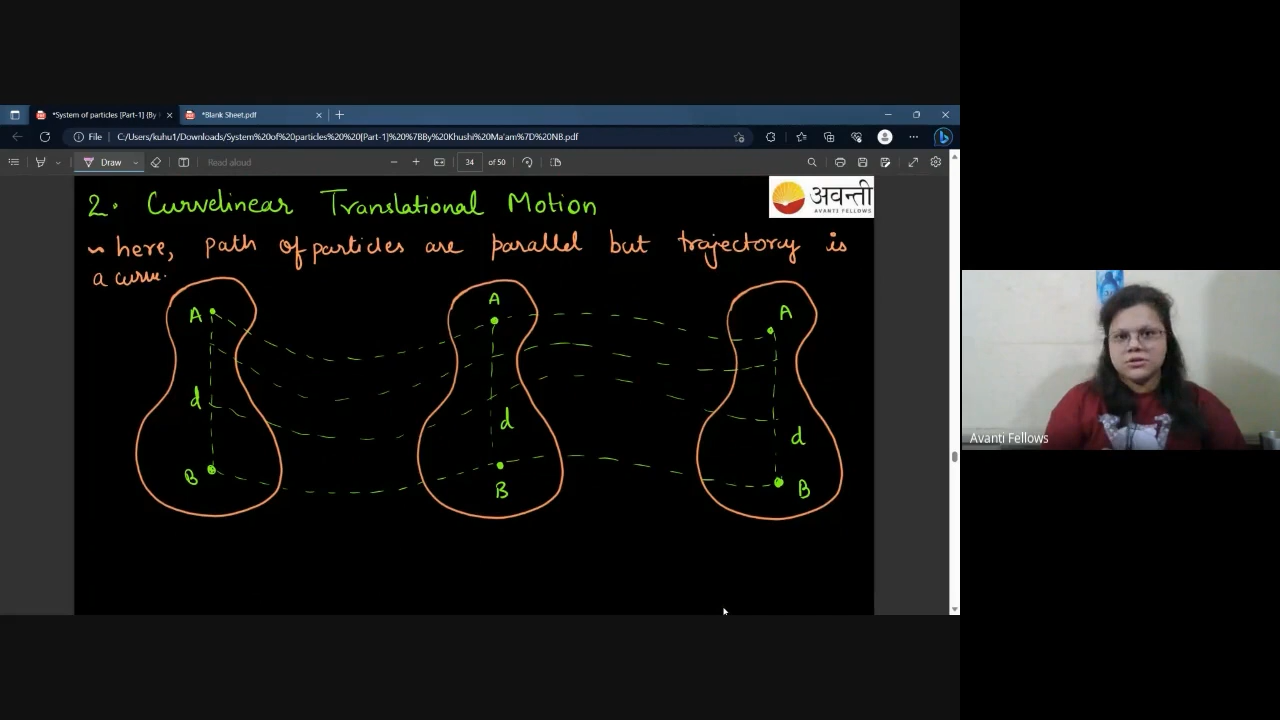 *System of particles [Part-1] {By
*Blank Sheet.pdf
File
C:/Users/kuhu1/Downloads/System%20of%20particles%20%20[Part-1]%20%7BBy%20Khushi%20Ma'am%7D%20NB.pdf
Draw
Read aloud
34
of 50
2. Curvelinear Translational Motion
अवन्ती
AVANTI FELLOWS
~ here, path of particles are parallel but trajectorcy is
a curve.
A
A
A
d
d
d
B
B
B
Avanti Fellows